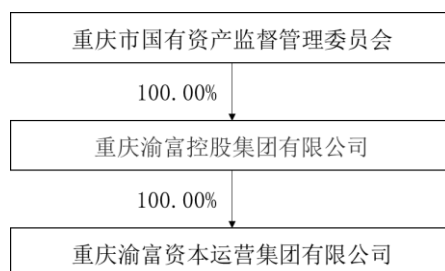 重庆市国有资产监督管理委员会
100.00%
重庆渝富控股集团有限公司
100.00%
重庆渝富资本运营集团有限公司